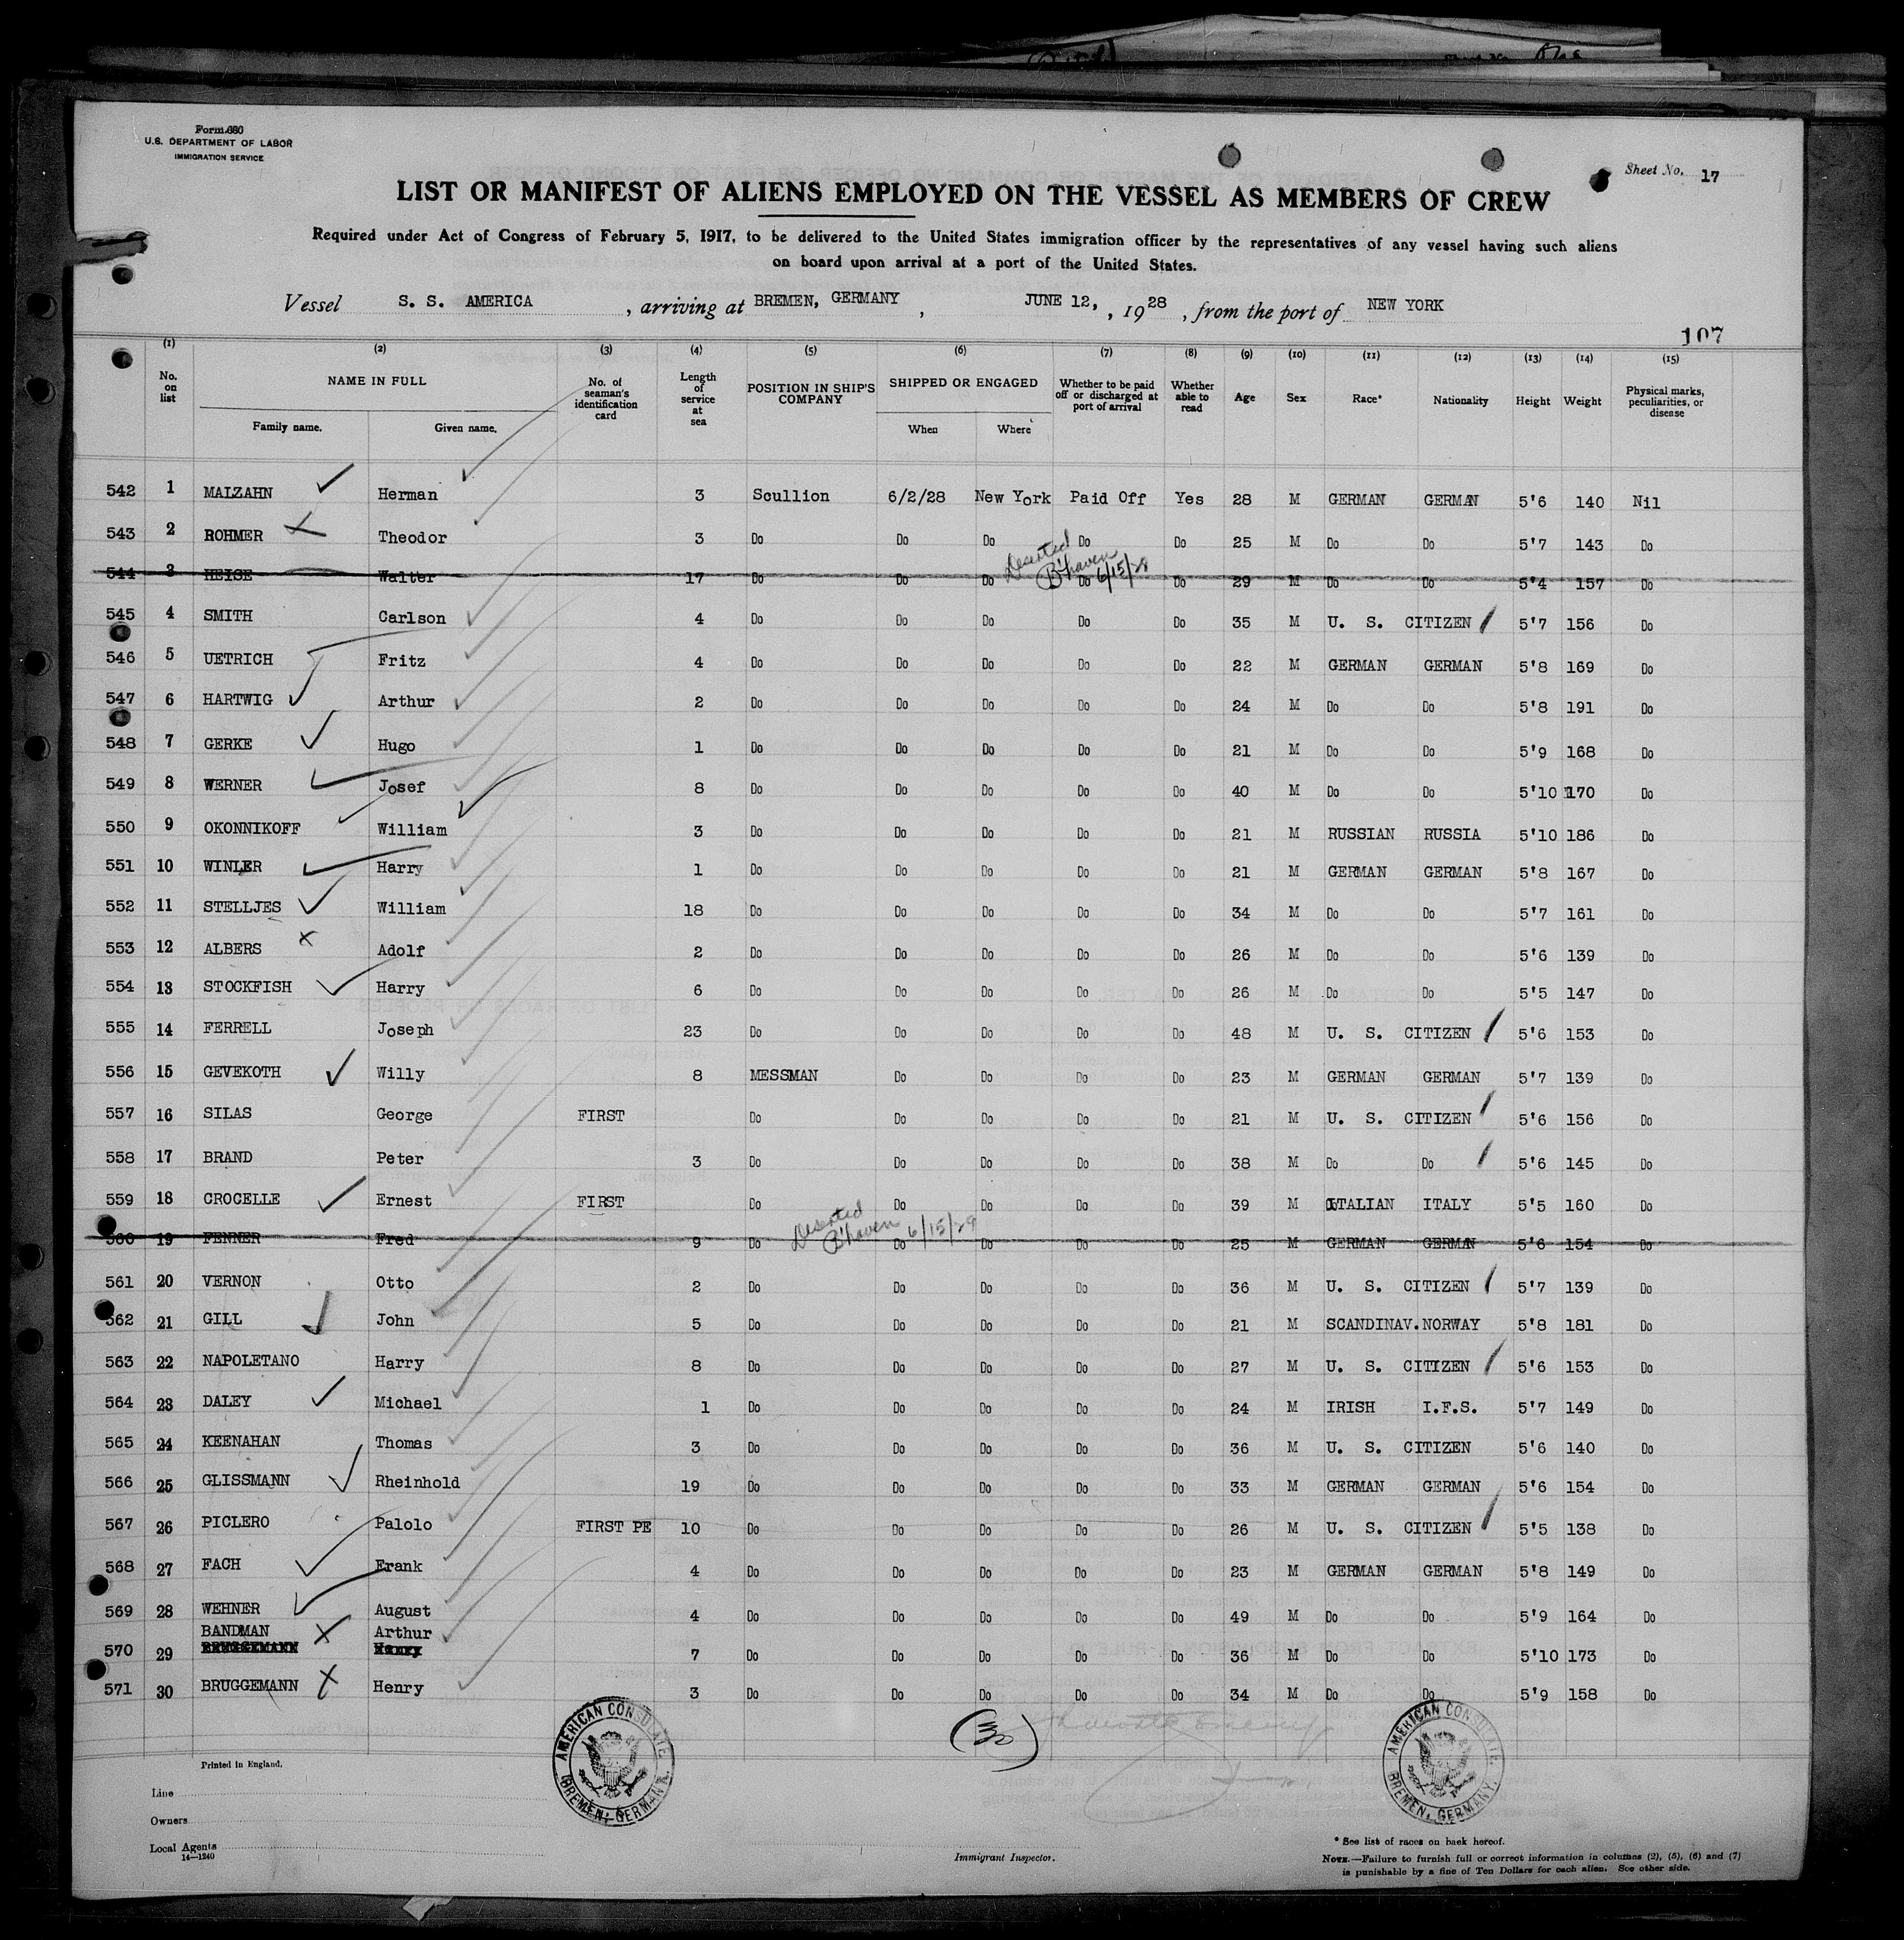 Form 680
U.S. DEPARTMENT OF LABOR
IMMIGRATION SERVICE
Sheet No. 17
LIST OR MANIFEST OF ALIENS EMPLOYED ON THE VESSEL AS MEMBERS OF CREW
Required under Act of Congress of February 5, 1917, to be delivered to the United States immigration officer by the representatives of any vessel having such aliens
on board upon arrival at a port of the United States.
Vessel S. S. AMERICA , arriving at BREMEN, GERMANY , JUNE 12, , 1928 , from the port of NEW YORK
107
(1) (2) (3) (4) (5) (6) (7) (8) (9) (10) (11) (12) (13) (14) (15)
No. on list NAME IN FULL No. of seaman's identification card Length of service at sea POSITION IN SHIP'S COMPANY SHIPPED OR ENGAGED Whether to be paid off or discharged at port of arrival Whether able to read Age Sex Race* Nationality Height Weight Physical marks, peculiarities, or disease
Family name. Given name. When Where
542 1 MALZAHN Herman 3 Scullion 6/2/28 New York Paid Off Yes 28 M GERMAN GERMAN 5'6 140 Nil
543 2 ROHMER Theodor 3 Do Do Do Do Do 25 M Do Do 5'7 143 Do
Deserted
B'haven 6/15/28
544 3 HEISE Walter 17 Do Do Do Do Do 29 M Do Do 5'4 157 Do
545 4 SMITH Carlson 4 Do Do Do Do Do 35 M U. S. CITIZEN 5'7 156 Do
546 5 UETRICH Fritz 4 Do Do Do Do Do 22 M GERMAN GERMAN 5'8 169 Do
547 6 HARTWIG Arthur 2 Do Do Do Do Do 24 M Do Do 5'8 191 Do
548 7 GERKE Hugo 1 Do Do Do Do Do 21 M Do Do 5'9 168 Do
549 8 WERNER Josef 8 Do Do Do Do Do 40 M Do Do 5'10 170 Do
550 9 OKONNIKOFF William 3 Do Do Do Do Do 21 M RUSSIAN RUSSIA 5'10 186 Do
551 10 WINLER Harry 1 Do Do Do Do Do 21 M GERMAN GERMAN 5'8 167 Do
552 11 STELLJES William 18 Do Do Do Do Do 34 M Do Do 5'7 161 Do
553 12 ALBERS Adolf 2 Do Do Do Do Do 26 M Do Do 5'6 139 Do
554 13 STOCKFISH Harry 6 Do Do Do Do Do 26 M Do Do 5'5 147 Do
555 14 FERRELL Joseph 23 Do Do Do Do Do 48 M U. S. CITIZEN 5'6 153 Do
556 15 GEVEKOTH Willy 8 MESSMAN Do Do Do Do 23 M GERMAN GERMAN 5'7 139 Do
557 16 SILAS George FIRST Do Do Do Do Do 21 M U. S. CITIZEN 5'6 156 Do
558 17 BRAND Peter 3 Do Do Do Do Do 38 M Do Do 5'6 145 Do
559 18 CROCELLE Ernest FIRST Do Do Do Do Do 39 M ITALIAN ITALY 5'5 160 Do
Deserted
B'haven 6/15/29
560 19 FENNER Fred 9 Do Do Do Do Do 25 M GERMAN GERMAN 5'6 154 Do
561 20 VERNON Otto 2 Do Do Do Do Do 36 M U. S. CITIZEN 5'7 139 Do
562 21 GILL John 5 Do Do Do Do Do 21 M SCANDINAV. NORWAY 5'8 181 Do
563 22 NAPOLETANO Harry 8 Do Do Do Do Do 27 M U. S. CITIZEN 5'6 153 Do
564 23 DALEY Michael 1 Do Do Do Do Do 24 M IRISH I.F.S. 5'7 149 Do
565 24 KEENAHAN Thomas 3 Do Do Do Do Do 36 M U. S. CITIZEN 5'6 140 Do
566 25 GLISSMANN Rheinhold 19 Do Do Do Do Do 33 M GERMAN GERMAN 5'6 154 Do
567 26 PICLERO Palolo FIRST PE 10 Do Do Do Do Do 26 M U. S. CITIZEN 5'5 138 Do
568 27 FACH Frank 4 Do Do Do Do Do 23 M GERMAN GERMAN 5'8 149 Do
569 28 WEHNER August 4 Do Do Do Do Do 49 M Do Do 5'9 164 Do
BANDMAN Arthur
570 29 BRUGGEMANN Henry 7 Do Do Do Do Do 36 M Do Do 5'10 173 Do
571 30 BRUGGEMANN Henry 3 Do Do Do Do Do 34 M Do Do 5'9 158 Do
AMERICAN CONSULATE BREMEN, GERMANY.
AMERICAN CONSULATE BREMEN, GERMANY.
Printed in England.
Line
Owners
Local Agents
14—1240
Immigrant Inspector.
* See list of races on back hereof.
NOTE.—Failure to furnish full or correct information in columns (2), (5), (6) and (7)
is punishable by a fine of Ten Dollars for each alien. See other side.